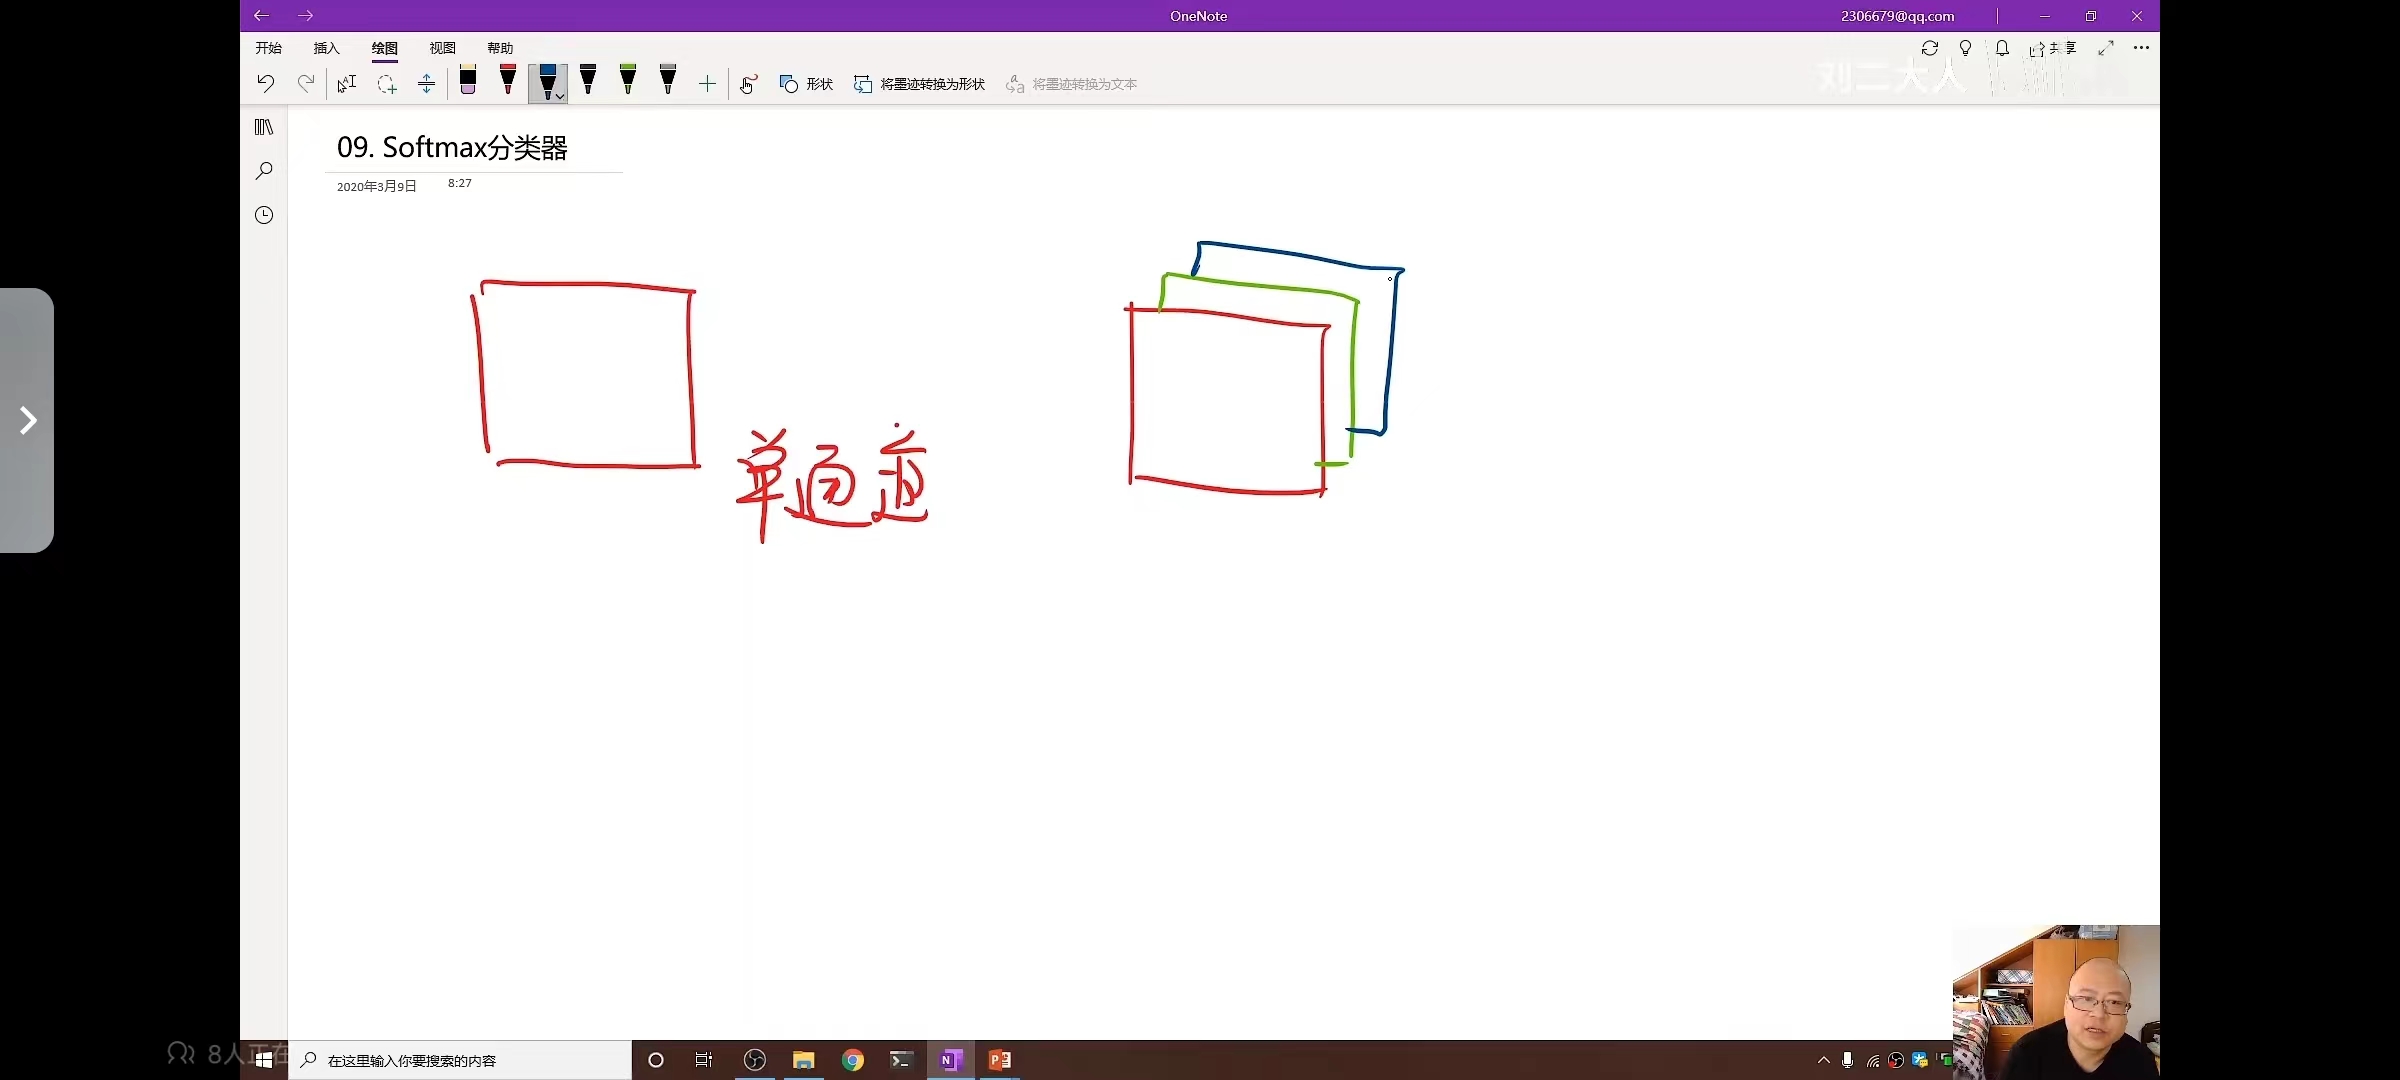 OneNote
2306679@qq.com
开始 插入 绘图 视图 帮助
共享
刘二大人
形状 将墨迹转换为形状 将墨迹转换为文本
09. Softmax分类器
2020年3月9日 8:27
单通道
8人正在
在这里输入你要搜索的内容